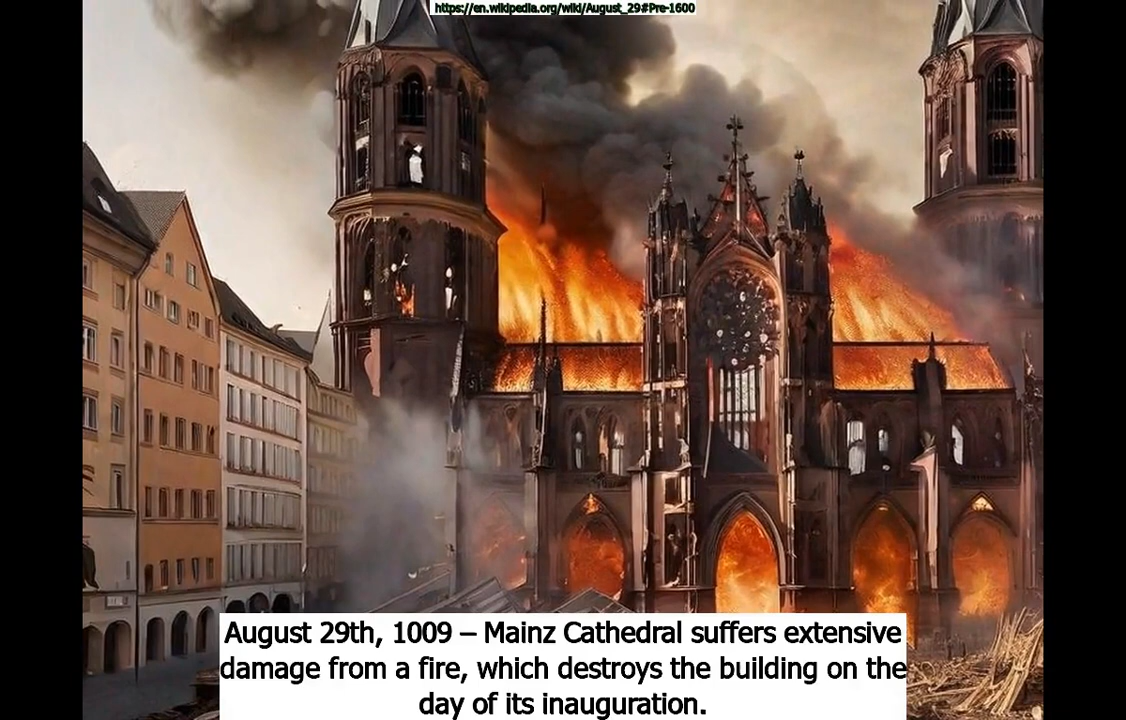 https://en.wikipedia.org/wiki/August_29#Pre-1600
August 29th, 1009 – Mainz Cathedral suffers extensive
damage from a fire, which destroys the building on the
day of its inauguration.